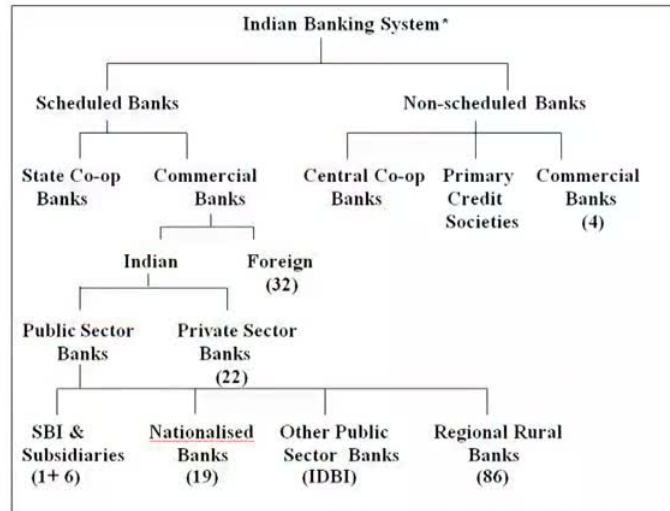 Indian Banking System*
Scheduled Banks
Non-scheduled Banks
State Co-op
Banks
Commercial
Banks
Central Co-op
Banks
Primary
Credit
Societies
Commercial
Banks
(4)
Indian
Foreign
(32)
Public Sector
Banks
Private Sector
Banks
(22)
SBI &
Subsidiaries
(1+ 6)
Nationalised
Banks
(19)
Other Public
Sector Banks
(IDBI)
Regional Rural
Banks
(86)